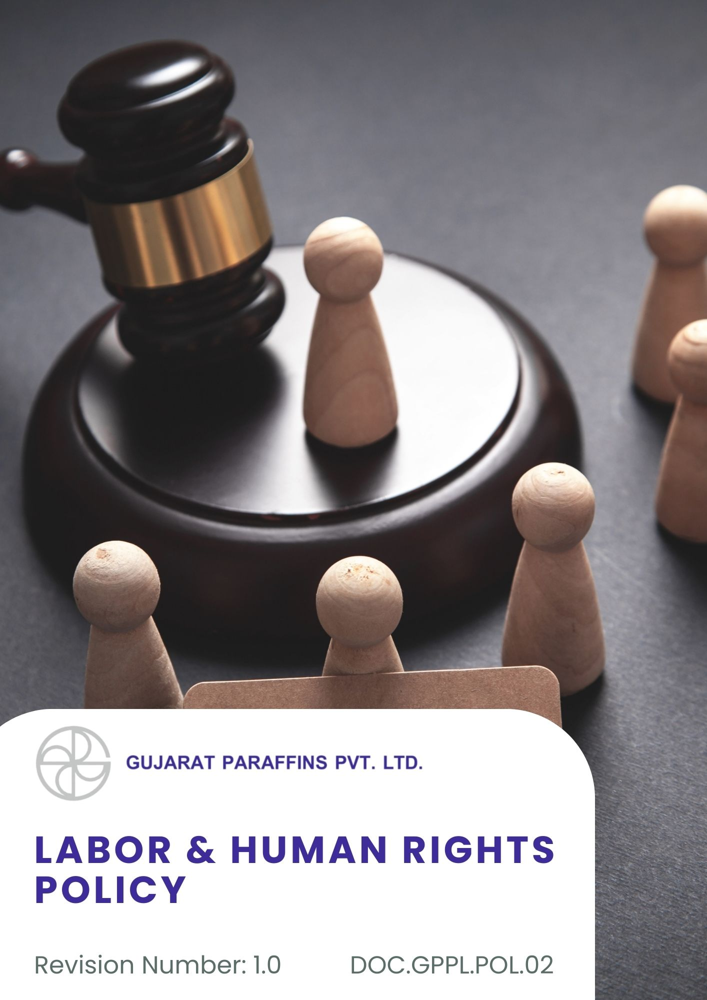 GUJARAT PARAFFINS PVT. LTD.
LABOR & HUMAN RIGHTS
POLICY
Revision Number: 1.0
DOC.GPPL.POL.02